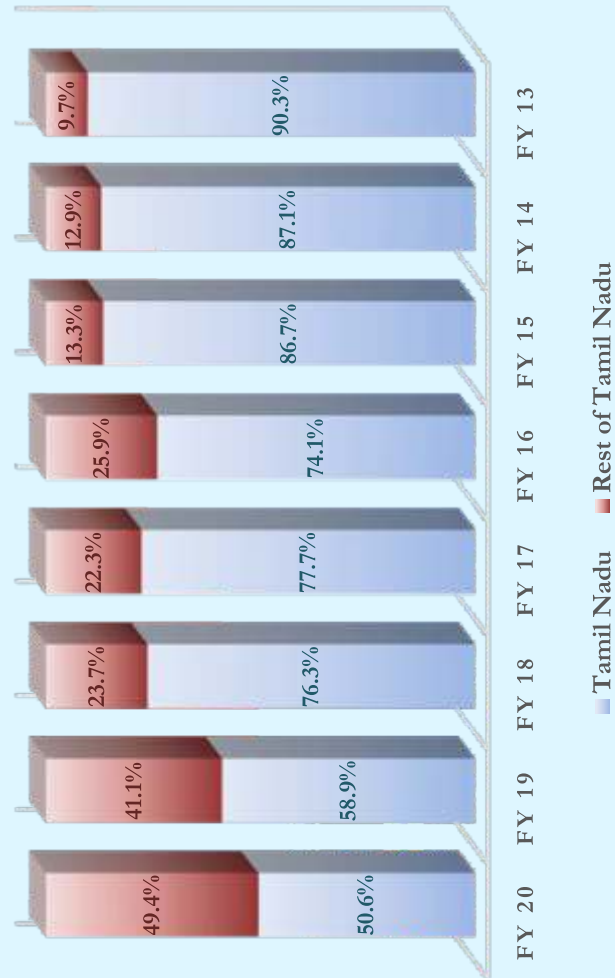 49.4%
41.1%
23.7%
22.3%
25.9%
13.3%
12.9%
9.7%
50.6%
58.9%
76.3%
77.7%
74.1%
86.7%
87.1%
90.3%
FY 20
FY 19
FY 18
FY 17
FY 16
FY 15
FY 14
FY 13
Tamil Nadu
Rest of Tamil Nadu